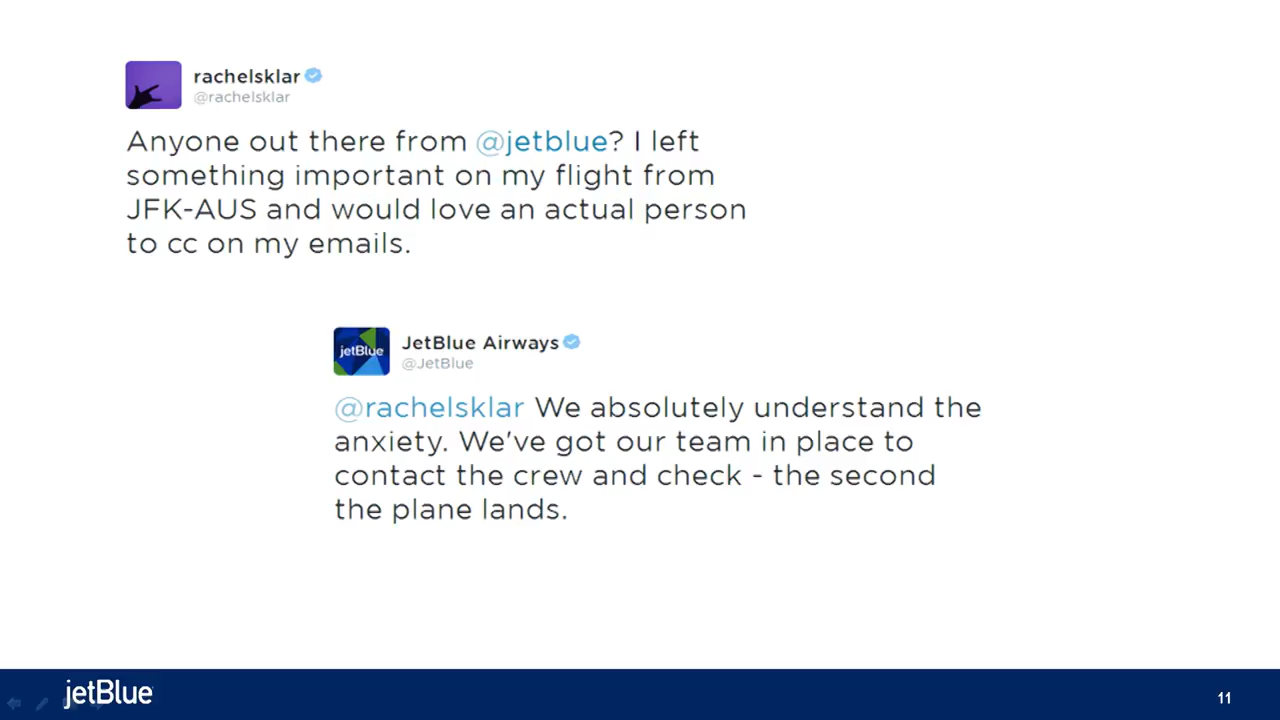 rachelsklar
@rachelsklar
Anyone out there from @jetblue? I left
something important on my flight from
JFK-AUS and would love an actual person
to cc on my emails.
jetBlue
JetBlue Airways
@JetBlue
@rachelsklar We absolutely understand the
anxiety. We've got our team in place to
contact the crew and check - the second
the plane lands.
jetBlue
11